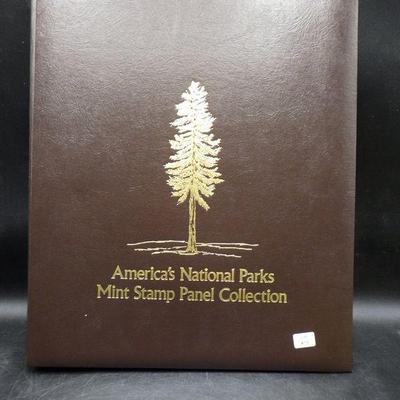 America's National Parks
Mint Stamp Panel Collection